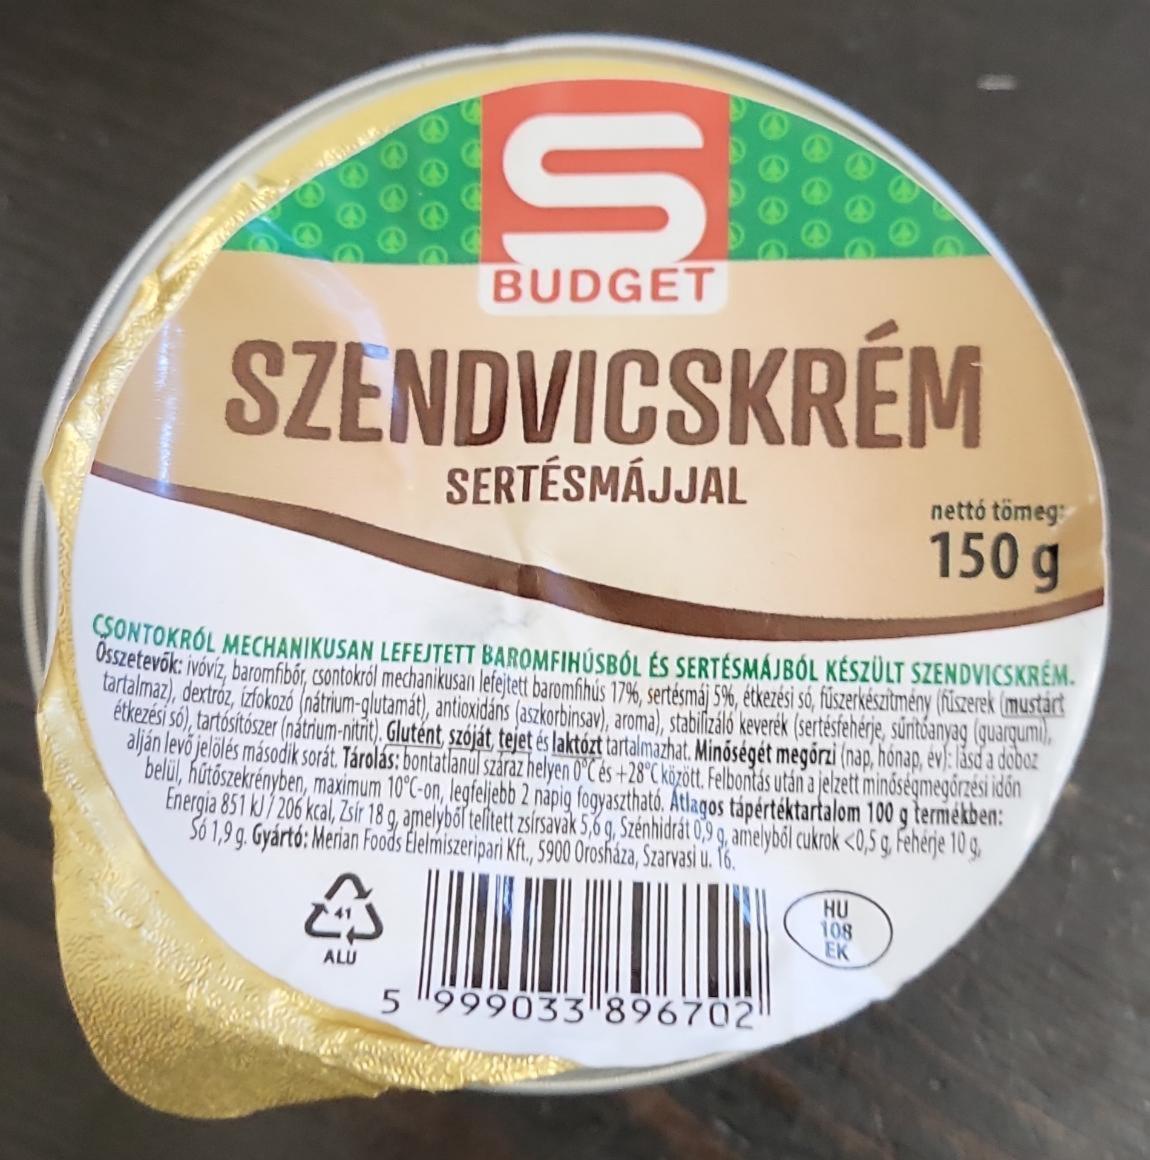 S
BUDGET
SZENDVICSKRÉM
SERTÉSMÁJJAL
nettó tömeg:
150 g
CSONTOKRÓL MECHANIKUSAN LEFEJTETT BAROMFIHÚSBÓL ÉS SERTÉSMÁJBÓL KÉSZÜLT SZENDVICSKRÉM.
Összetevők: ivóvíz, baromfibőr, csontokról mechanikusan lefejtett baromfihús 17%, sertésmáj 5%, étkezési só, fűszerkészítmény (fűszerek (mustárt
tartalmaz), dextróz, ízfokozó (nátrium-glutamát), antioxidáns (aszkorbinsav), aroma), stabilizáló keverék (sertésfehérje, sűrítőanyag (guargumi),
étkezési só), tartósítószer (nátrium-nitrit). Glutént, szóját, tejet és laktózt tartalmazhat. Minőségét megőrzi (nap, hónap, év): lásd a doboz
alján levő jelölés második sorát. Tárolás: bontatlanul száraz helyen 0°C és +28°C között. Felbontás után a jelzett minőségmegőrzési időn
belül, hűtőszekrényben, maximum 10°C-on, legfeljebb 2 napig fogyasztható. Átlagos tápértéktartalom 100 g termékben:
Energia 851 kJ / 206 kcal, Zsír 18 g, amelyből telített zsírsavak 5,6 g, Szénhidrát 0,9 g, amelyből cukrok <0,5 g, Fehérje 10 g,
Só 1,9 g. Gyártó: Merian Foods Élelmiszeripari Kft., 5900 Orosháza, Szarvasi u. 16.
41
ALU
HU
108
EK
5 999033 896702